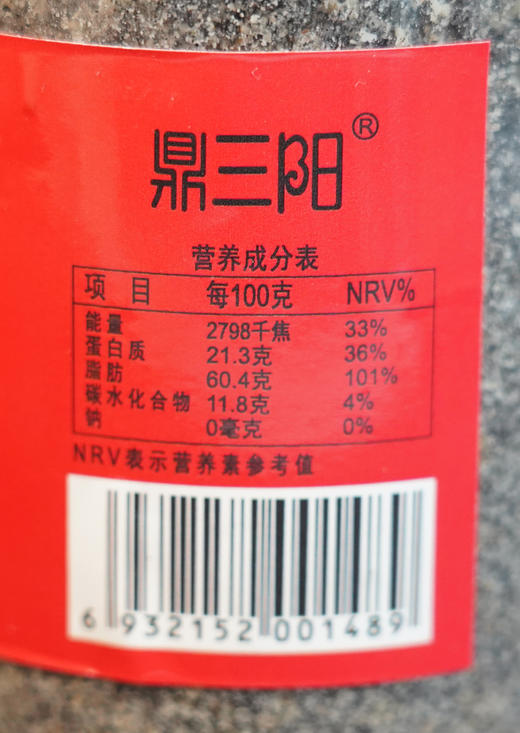 鼎三阳®
营养成分表
项 目 每100克 NRV%
能量 2798千焦 33%
蛋白质 21.3克 36%
脂肪 60.4克 101%
碳水化合物 11.8克 4%
钠 0毫克 0%
NRV表示营养素参考值
6 932152 001489